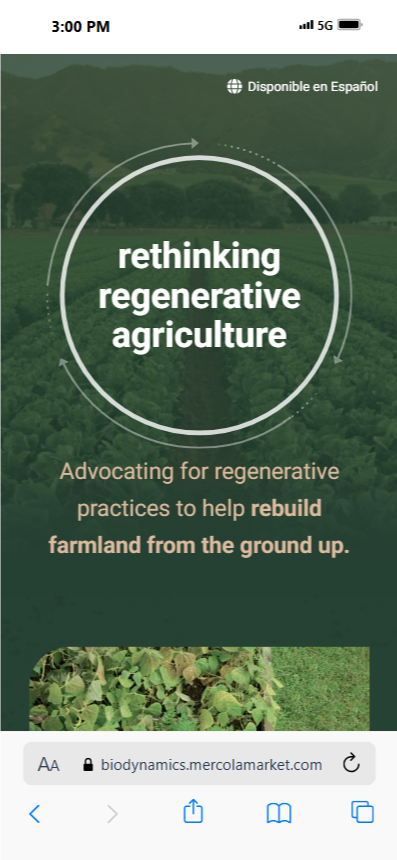 3:00 PM
5G
Disponible en Español
rethinking
regenerative
agriculture
Advocating for regenerative
practices to help rebuild
farmland from the ground up.
AA
biodynamics.mercolamarket.com